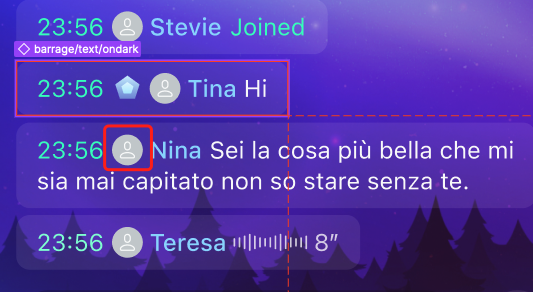 23:56 Stevie Joined
barrage/text/ondark
23:56 Tina Hi
23:56 Nina Sei la cosa più bella che mi
sia mai capitato non so stare senza te.
23:56 Teresa 8″